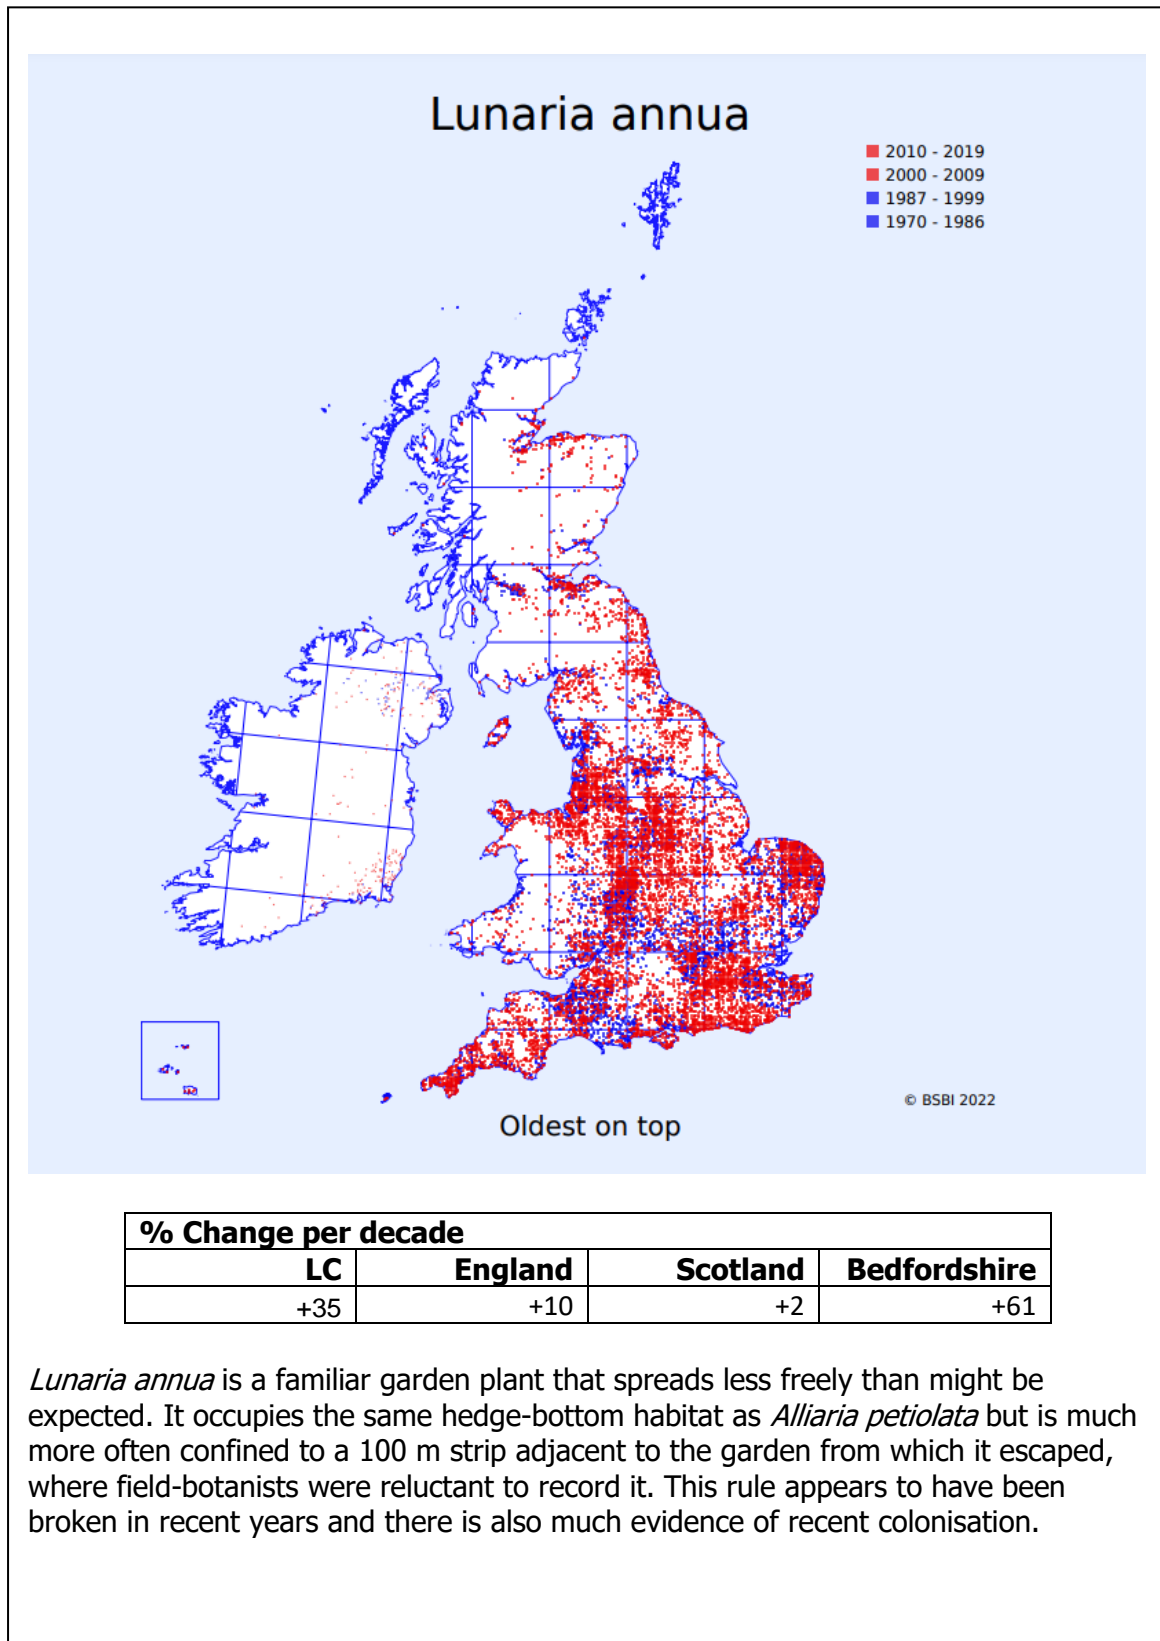 Lunaria annua
2010 - 2019
2000 - 2009
1987 - 1999
1970 - 1986
© BSBI 2022
Oldest on top
% Change per decade
LC England Scotland Bedfordshire
+35 +10 +2 +61
Lunaria annua is a familiar garden plant that spreads less freely than might be
expected. It occupies the same hedge-bottom habitat as Alliaria petiolata but is much
more often confined to a 100 m strip adjacent to the garden from which it escaped,
where field-botanists were reluctant to record it. This rule appears to have been
broken in recent years and there is also much evidence of recent colonisation.